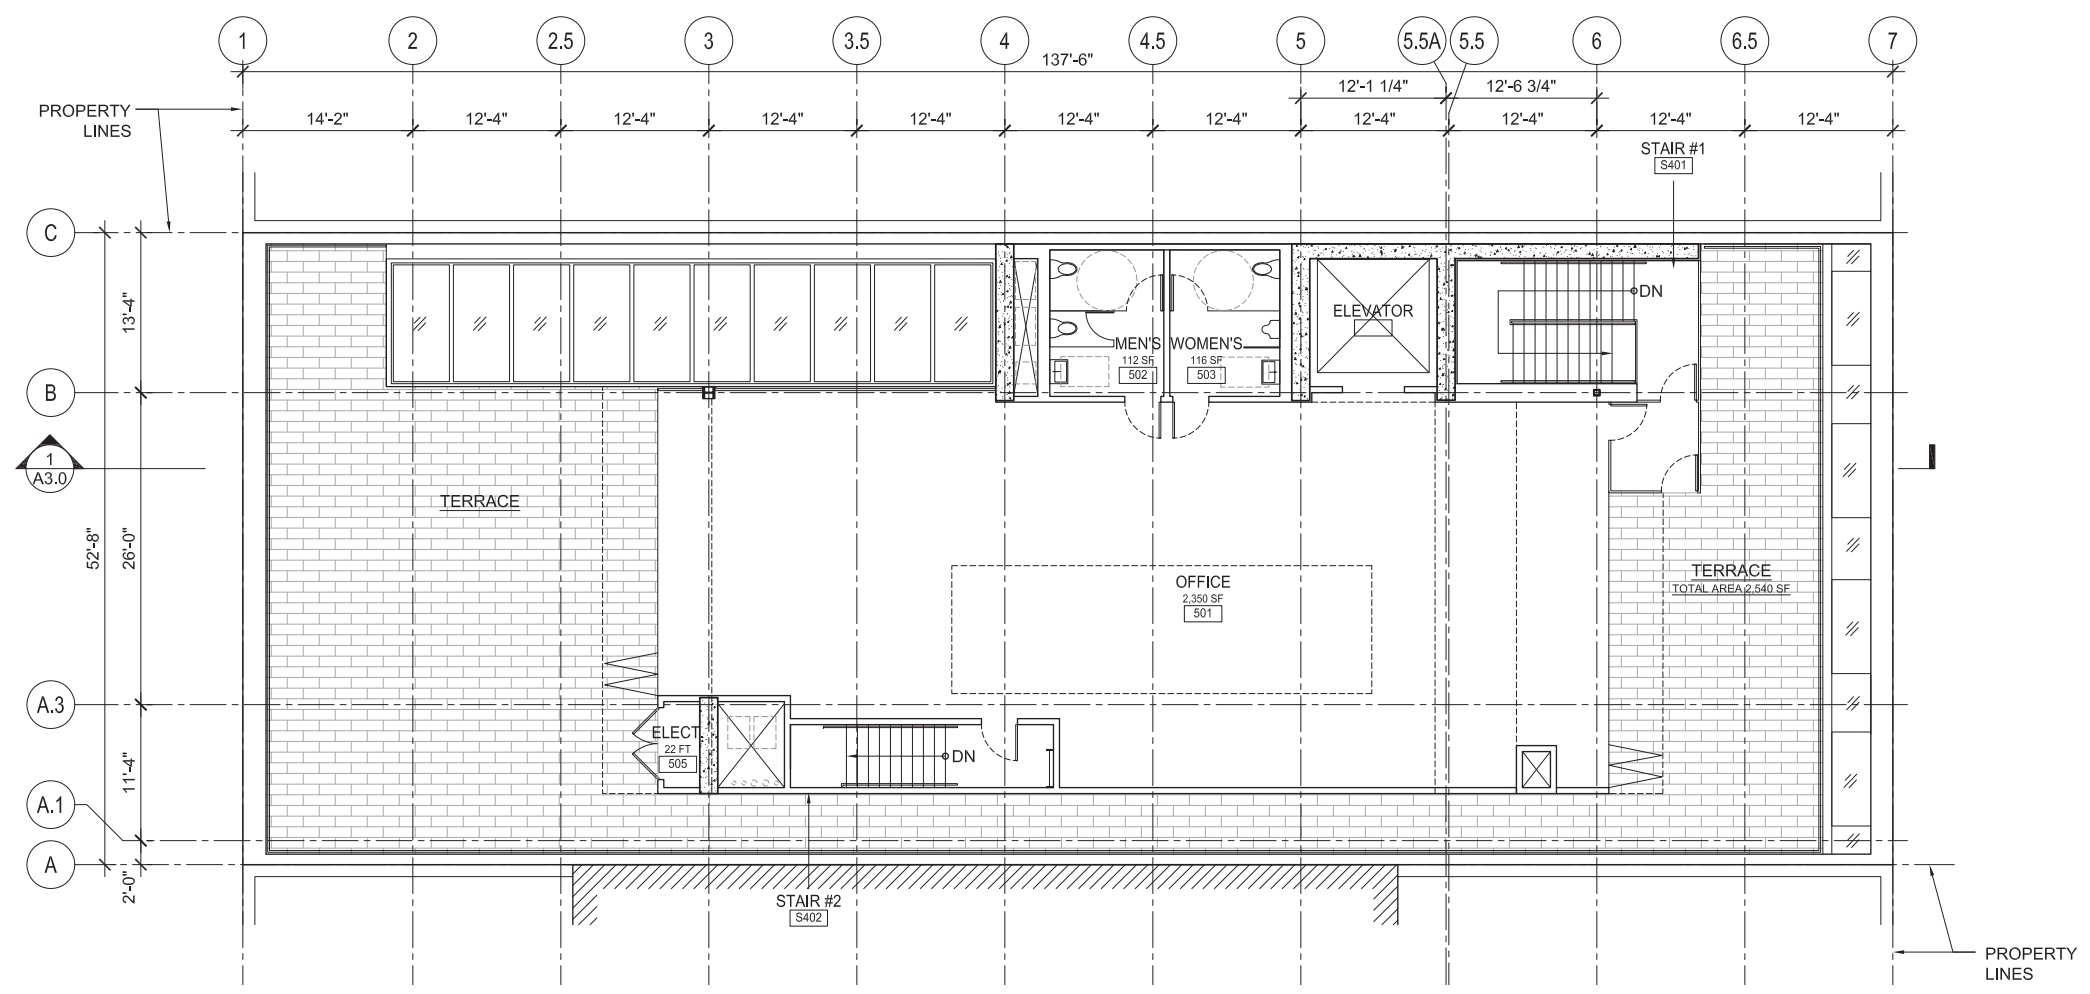 1 2 2.5 3 3.5 4 4.5 5 5.5A 5.5 6 6.5 7
137'-6"
12'-1 1/4" 12'-6 3/4"
PROPERTY
LINES
14'-2" 12'-4" 12'-4" 12'-4" 12'-4" 12'-4" 12'-4" 12'-4" 12'-4" 12'-4" 12'-4"
STAIR #1
S401
C
13'-4"
DN
ELEVATOR
MEN'S
112 SF
502
WOMEN'S
116 SF
503
B
1
A3.0
TERRACE
52'-8"
26'-0"
OFFICE
2,350 SF
501
TERRACE
TOTAL AREA 2,540 SF
A.3
ELECT.
22 FT
505
DN
11'-4"
A.1
A
2'-0"
STAIR #2
S402
PROPERTY
LINES